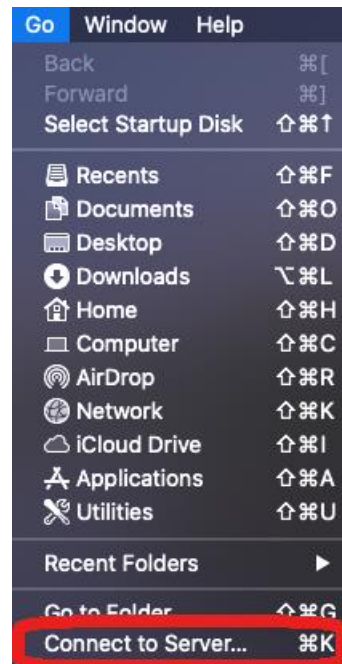 Go Window Help
Back ⌘[
Forward ⌘]
Select Startup Disk ⇧⌘↑
Recents ⇧⌘F
Documents ⇧⌘O
Desktop ⇧⌘D
Downloads ⌥⌘L
Home ⇧⌘H
Computer ⇧⌘C
AirDrop ⇧⌘R
Network ⇧⌘K
iCloud Drive ⇧⌘I
Applications ⇧⌘A
Utilities ⇧⌘U
Recent Folders ▶
Go to Folder ⇧⌘G
Connect to Server... ⌘K